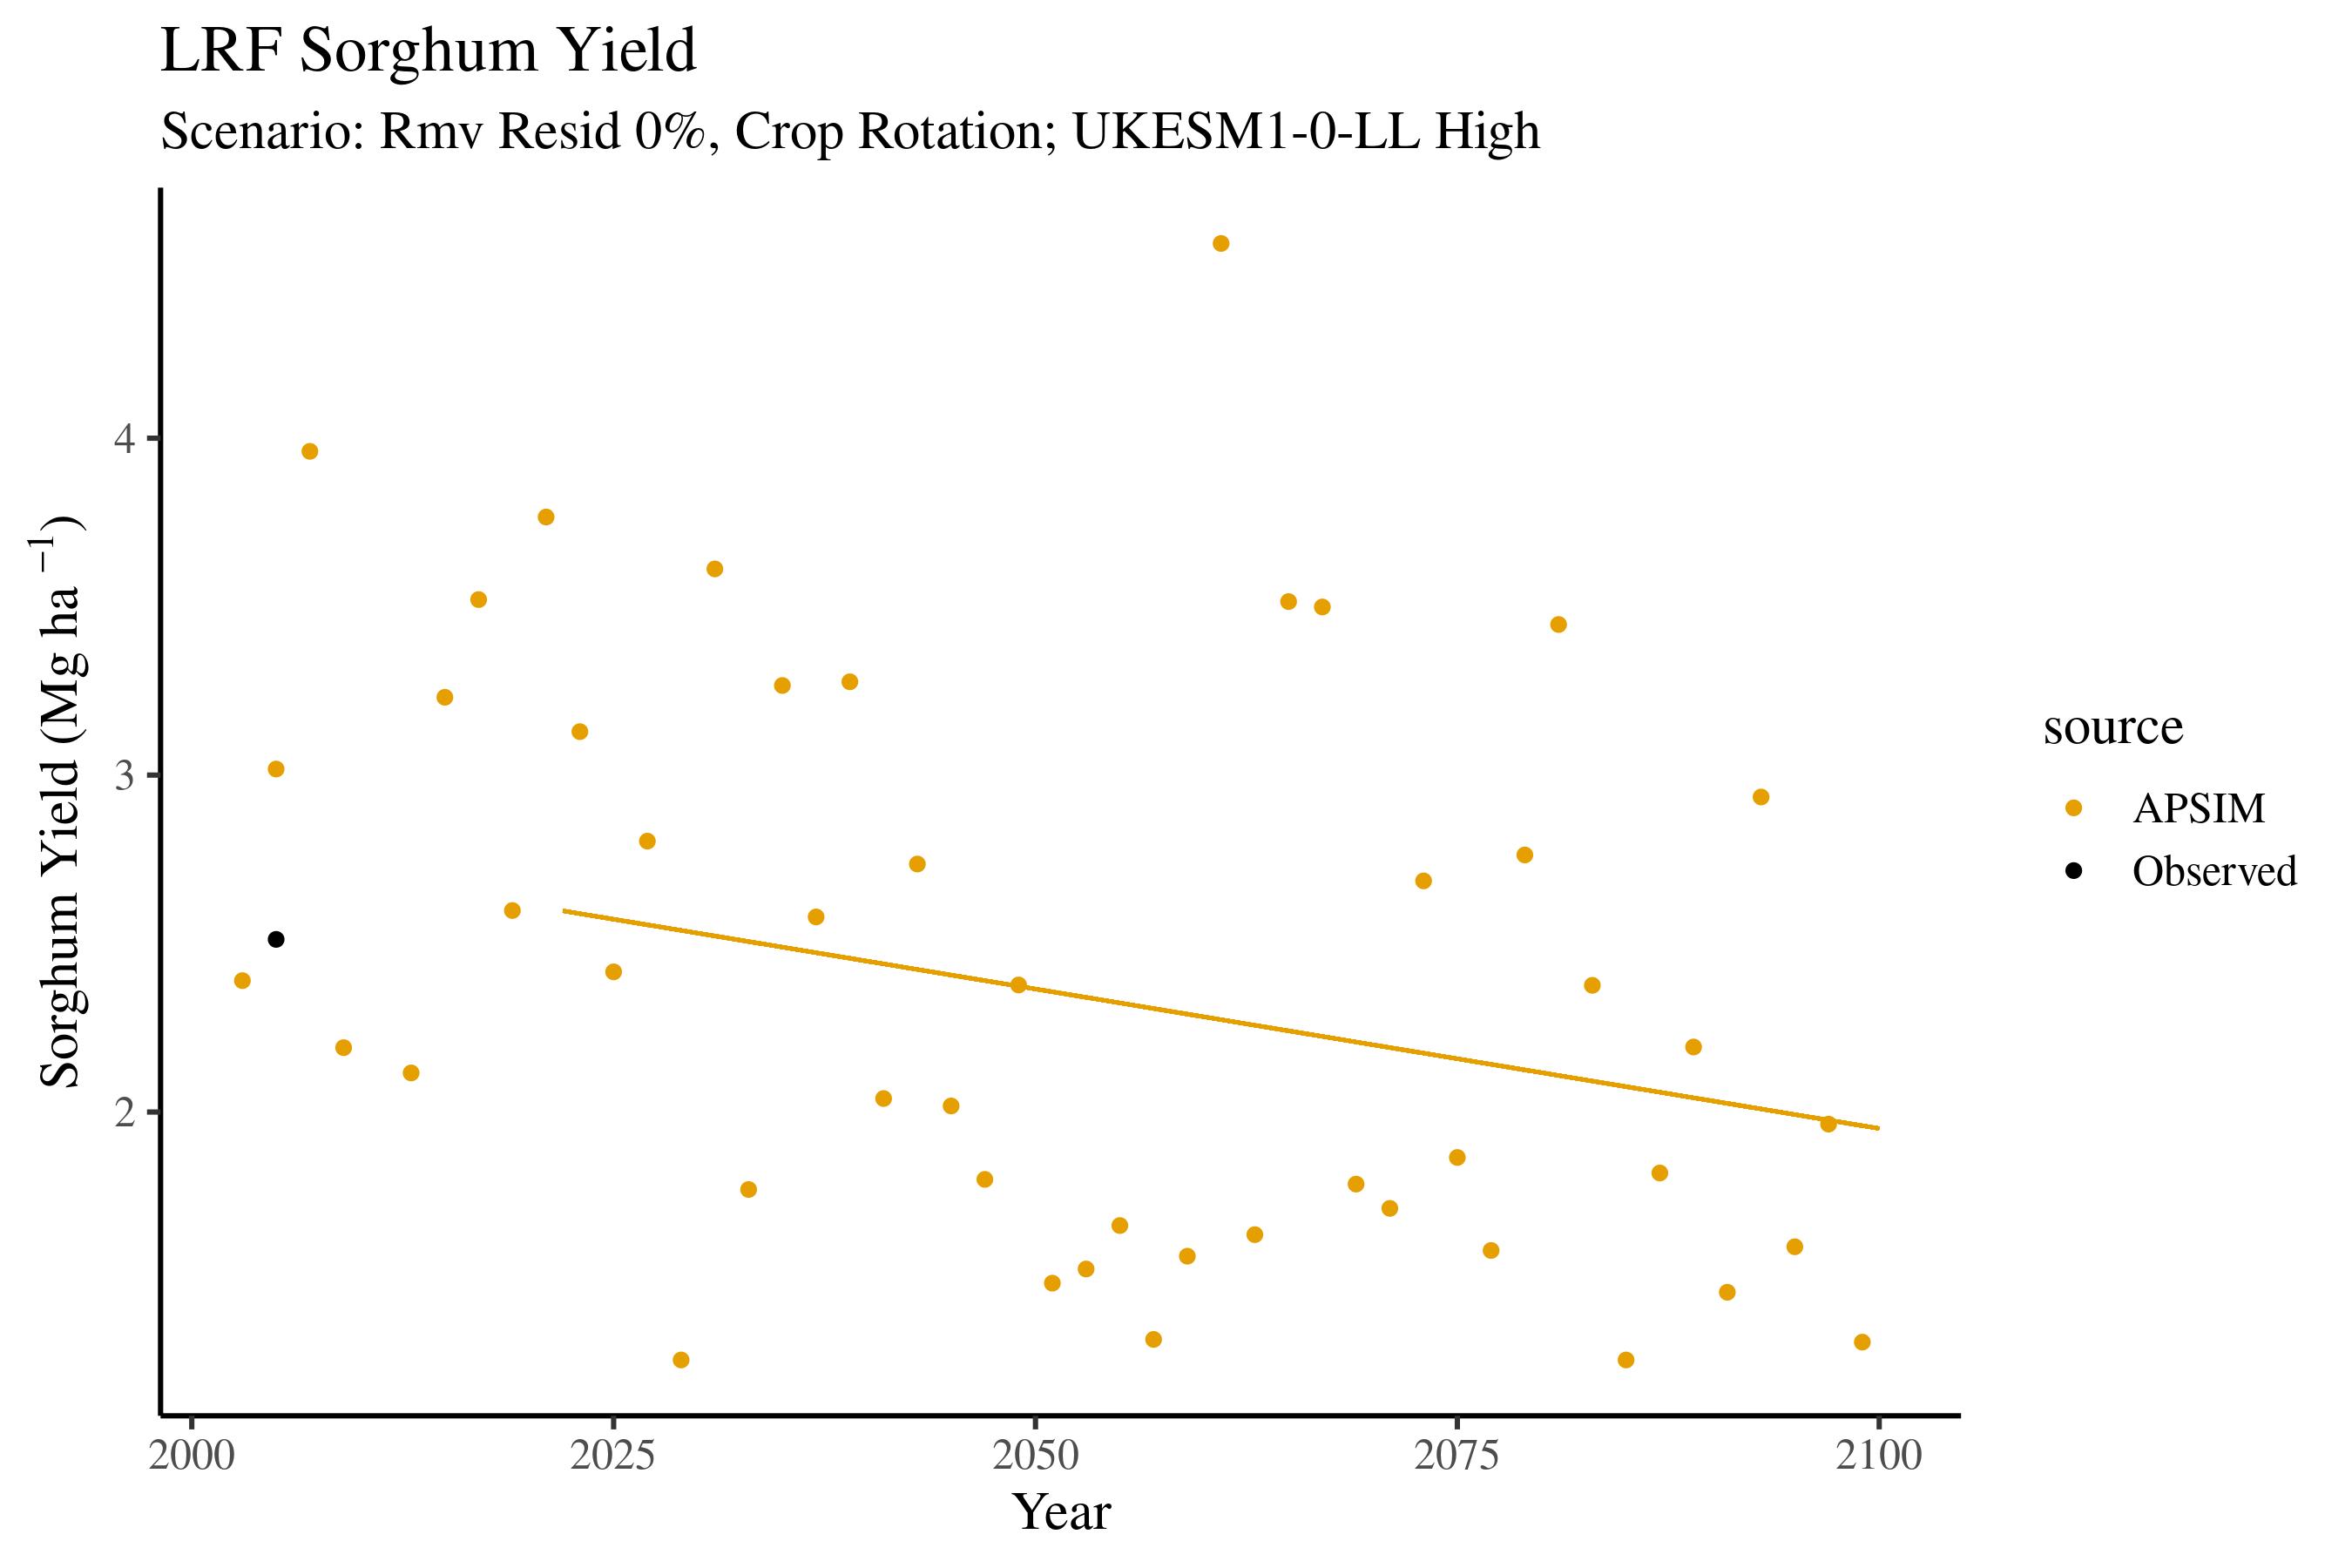 LRF Sorghum Yield
Scenario: Rmv Resid 0%, Crop Rotation; UKESM1-0-LL High
Sorghum Yield (Mg ha −1)
4
3
2
2000 2025 2050 2075 2100
Year
source
APSIM
Observed